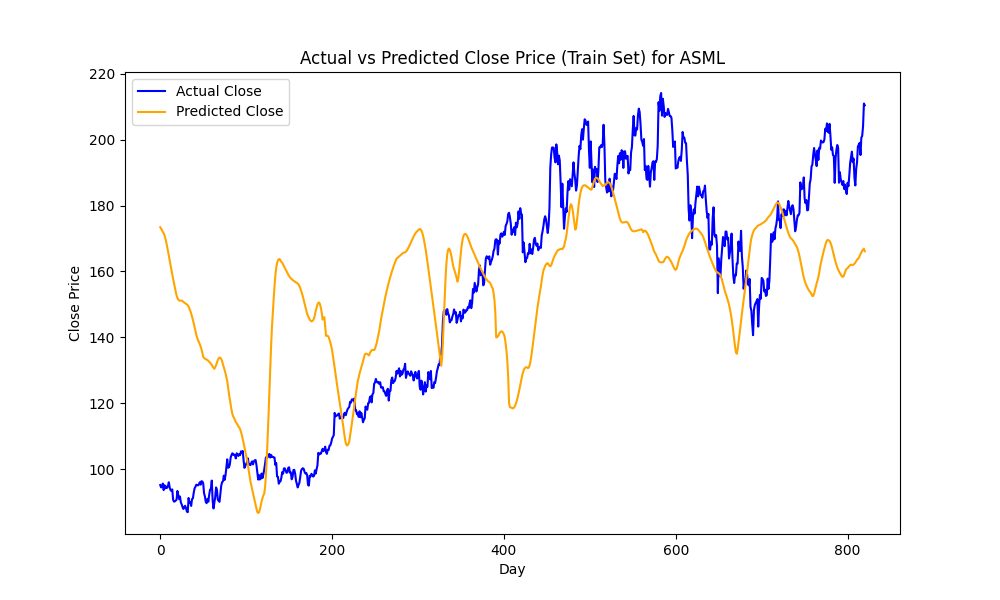 Actual vs Predicted Close Price (Train Set) for ASML
Actual Close
Predicted Close
220
200
180
160
140
120
100
Close Price
0
200
400
600
800
Day